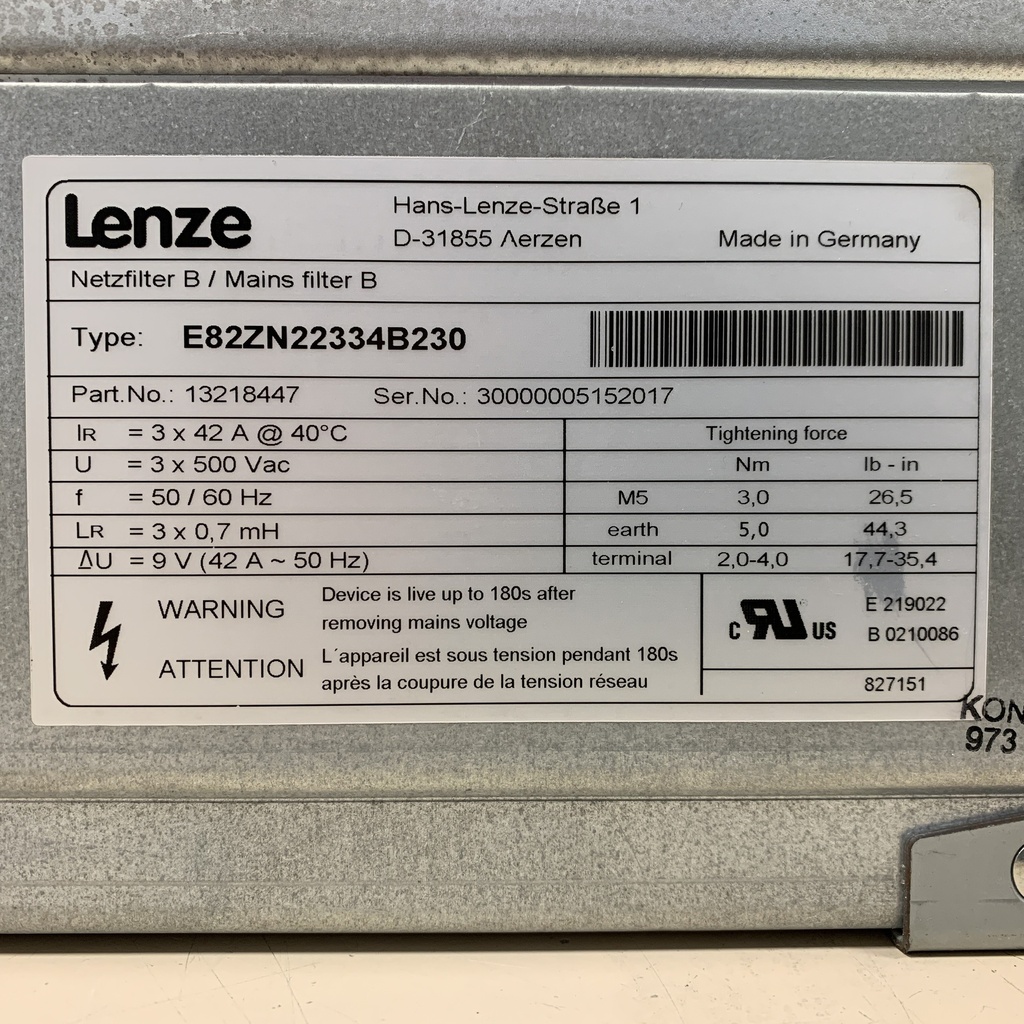 Lenze
Hans-Lenze-Straße 1
D-31855 Aerzen
Made in Germany
Netzfilter B / Mains filter B
Type: E82ZN22334B230
Part.No.: 13218447 Ser.No.: 30000005152017
IR = 3 x 42 A @ 40°C
U = 3 x 500 Vac
f = 50 / 60 Hz
LR = 3 x 0,7 mH
ΔU = 9 V (42 A ~ 50 Hz)
Tightening force
Nm lb - in
M5 3,0 26,5
earth 5,0 44,3
terminal 2,0-4,0 17,7-35,4
WARNING
Device is live up to 180s after
removing mains voltage
ATTENTION
L´appareil est sous tension pendant 180s
après la coupure de la tension réseau
c RU US
E 219022
B 0210086
827151
KON
973